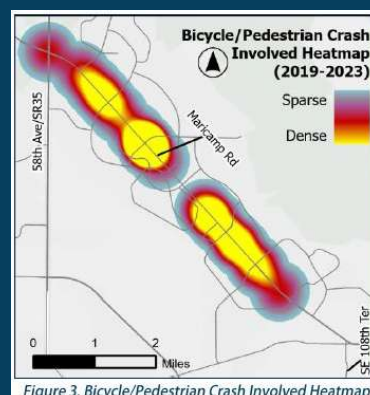 Bicycle/Pedestrian Crash
Involved Heatmap
(2019-2023)
Sparse
Dense
58th Ave/SR35
Maricamp Rd
0 1 2
Miles
SE 108th Ter
Figure 3. Bicycle/Pedestrian Crash Involved Heatmap